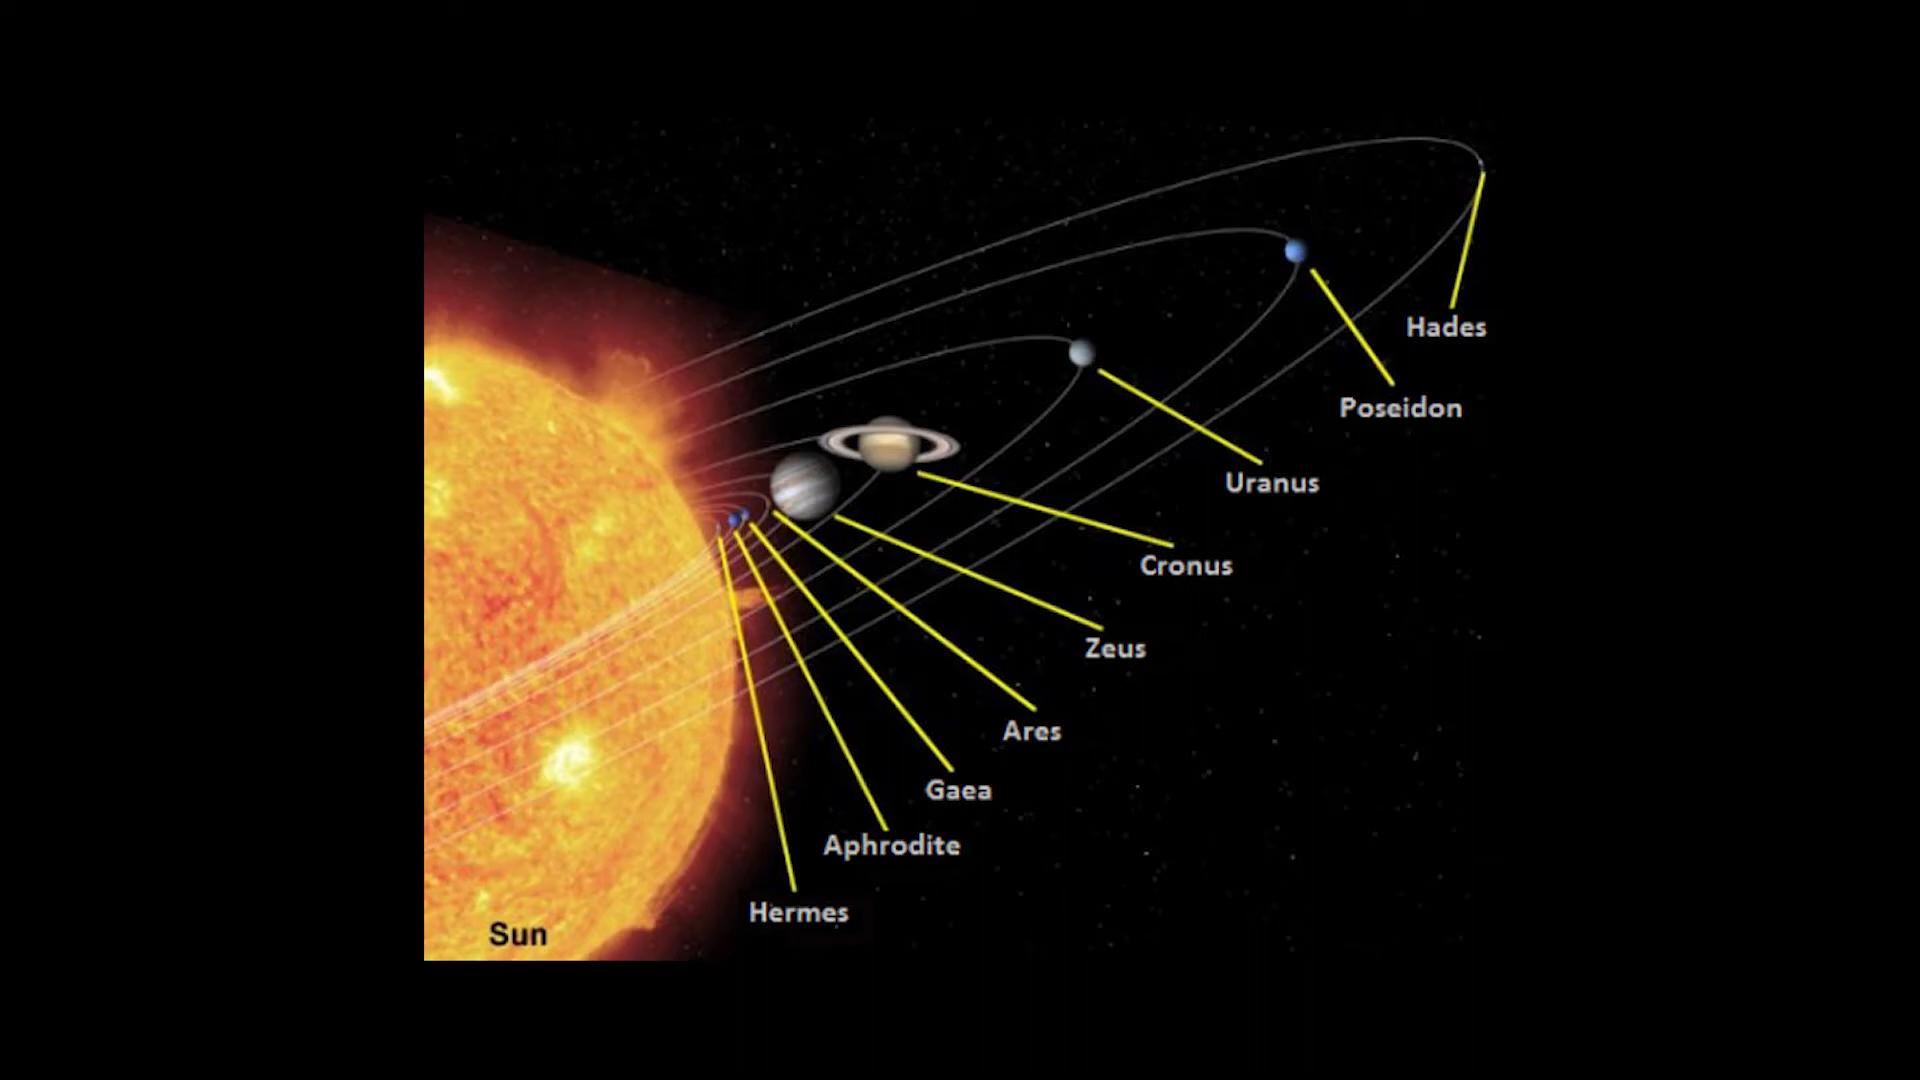 Hades
Poseidon
Uranus
Cronus
Zeus
Ares
Gaea
Aphrodite
Hermes
Sun